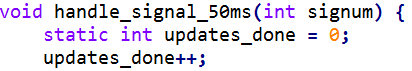 void handle_signal_50ms(int signum) {
    static int updates_done = 0;
    updates_done++;